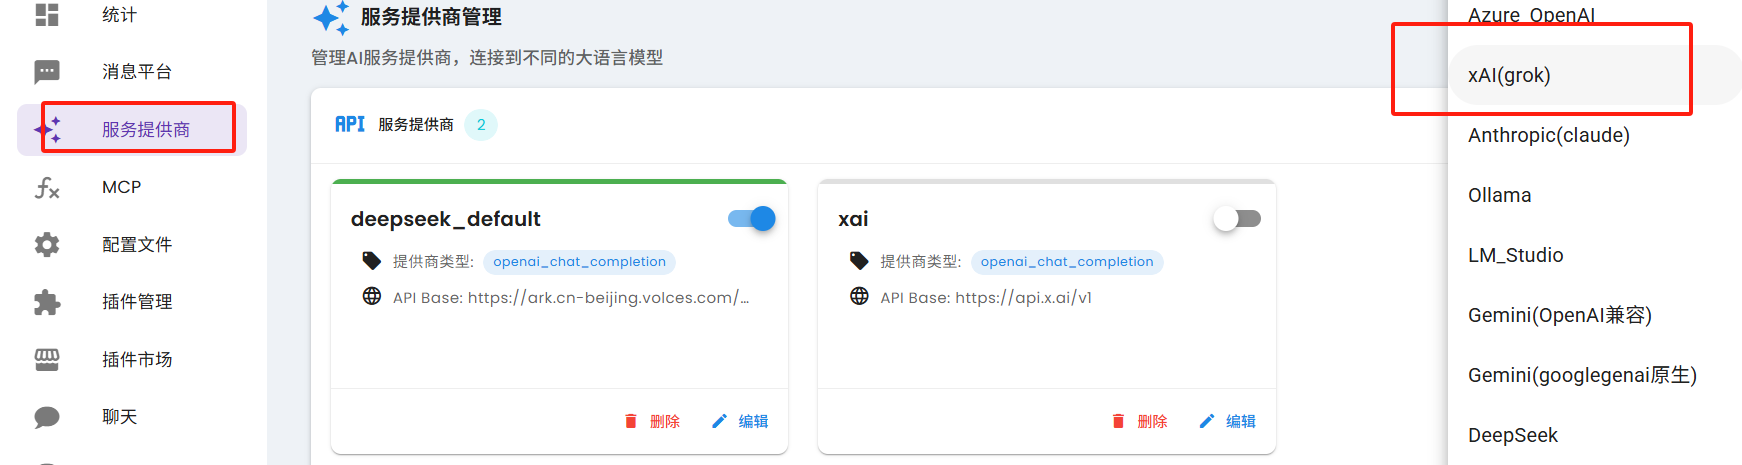 统计
消息平台
服务提供商
MCP
配置文件
插件管理
插件市场
聊天
服务提供商管理
管理AI服务提供商，连接到不同的大语言模型
API 服务提供商 2
deepseek_default
提供商类型: openai_chat_completion
API Base: https://ark.cn-beijing.volces.com/...
删除 编辑
xai
提供商类型: openai_chat_completion
API Base: https://api.x.ai/v1
删除 编辑
Azure_OpenAI
xAI(grok)
Anthropic(claude)
Ollama
LM_Studio
Gemini(OpenAI兼容)
Gemini(googlegenai原生)
DeepSeek